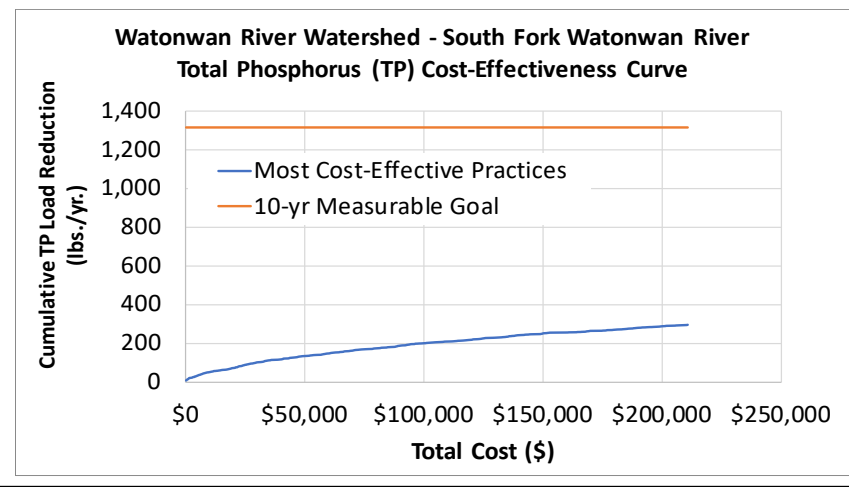 Watonwan River Watershed - South Fork Watonwan River
Total Phosphorus (TP) Cost-Effectiveness Curve
Cumulative TP Load Reduction
(lbs./yr.)
1,400
1,200
1,000
800
600
400
200
0
Most Cost-Effective Practices
10-yr Measurable Goal
$0
$50,000
$100,000
$150,000
$200,000
$250,000
Total Cost ($)